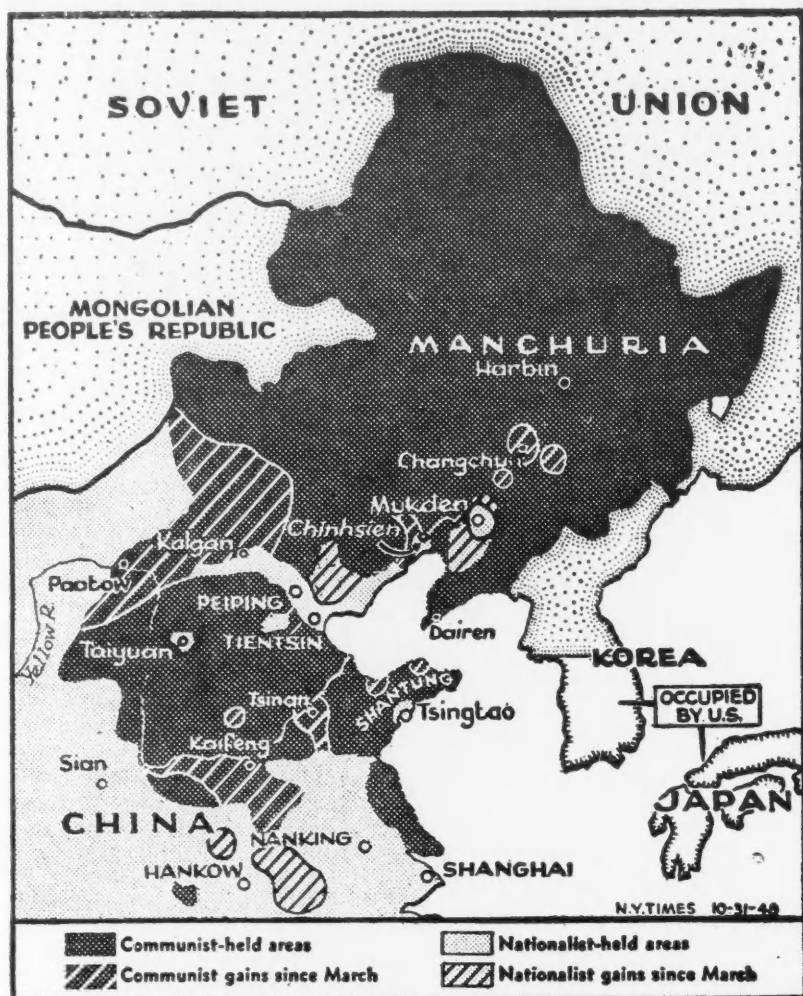 SOVIET UNION
MONGOLIAN
PEOPLE'S REPUBLIC
MANCHURIA
Harbin
Changchun
Mukden
Chinhsien
Kalgan
Paotow
PEIPING
Yellow R.
Taiyuan
TIENTSIN
Dairen
KOREA
SHANTUNG
Tsinan
Tsingtao
OCCUPIED
BY U.S.
Kaifeng
Sian
JAPAN
CHINA
NANKING
HANKOW
SHANGHAI
N.Y.TIMES 10-31-48
Communist-held areas
Nationalist-held areas
Communist gains since March
Nationalist gains since March